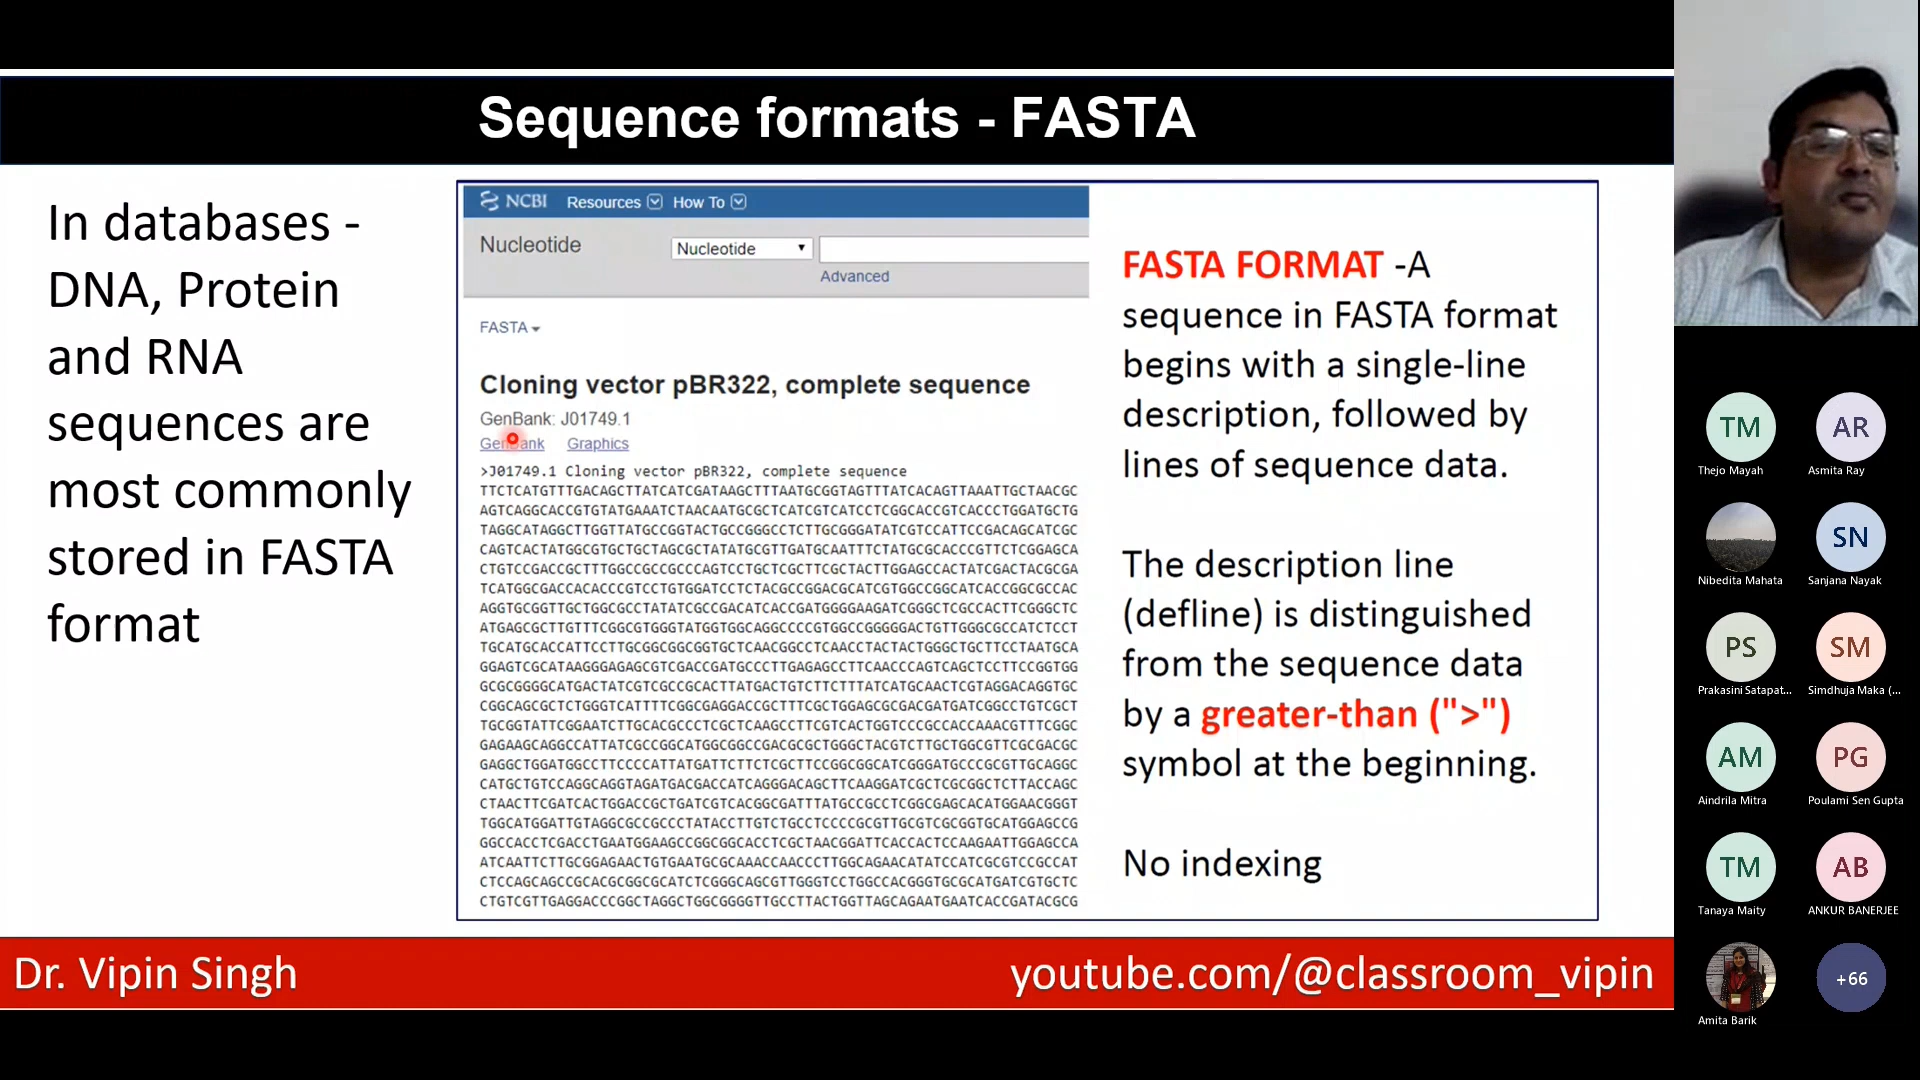 Sequence formats - FASTA
In databases -
DNA, Protein
and RNA
sequences are
most commonly
stored in FASTA
format
NCBI Resources How To
Nucleotide Nucleotide
Advanced
FASTA
Cloning vector pBR322, complete sequence
GenBank: J01749.1
GenBank Graphics
>J01749.1 Cloning vector pBR322, complete sequence
TTCTCATGTTTGACAGCTTATCATCGATAAGCTTTAATGCGGTAGTTTATCACAGTTAAATTGCTAACGC
AGTCAGGCACCGTGTATGAAATCTAACAATGCGCTCATCGTCATCCTCGGCACCGTCACCCTGGATGCTG
TAGGCATAGGCTTGGTTATGCCGGTACTGCCGGGCCTCTTGCGGGATATCGTCCATTCCGACAGCATCGC
CAGTCACTATGGCGTGCTGCTAGCGCTATATGCGTTGATGCAATTTCTATGCGCACCCGTTCTCGGAGCA
CTGTCCGACCGCTTTGGCCGCCGCCCAGTCCTGCTCGCTTCGCTACTTGGAGCCACTATCGACTACGCGA
TCATGGCGACCACACCCGTCCTGTGGATCCTCTACGCCGGACGCATCGTGGCCGGCATCACCGGCGCCAC
AGGTGCGGTTGCTGGCGCCTATATCGCCGACATCACCGATGGGGAAGATCGGGCTCGCCACTTCGGGCTC
ATGAGCGCTTGTTTCGGCGTGGGTATGGTGGCAGGCCCCGTGGCCGGGGGACTGTTGGGCGCCATCTCCT
TGCATGCACCATTCCTTGCGGCGGCGGTGCTCAACGGCCTCAACCTACTACTGGGCTGCTTCCTAATGCA
GGAGTCGCATAAGGGAGAGCGTCGACCGATGCCCTTGAGAGCCTTCAACCCAGTCAGCTCCTTCCGGTGG
GCGCGGGGCATGACTATCGTCGCCGCACTTATGACTGTCTTCTTTATCATGCAACTCGTAGGACAGGTGC
CGGCAGCGCTCTGGGTCATTTTCGGCGAGGACCGCTTTCGCTGGAGCGCGACGATGATCGGCCTGTCGCT
TGCGGTATTCGGAATCTTGCACGCCCTCGCTCAAGCCTTCGTCACTGGTCCCGCCACCAAACGTTTCGGC
GAGAAGCAGGCCATTATCGCCGGCATGGCGGCCGACGCGCTGGGCTACGTCTTGCTGGCGTTCGCGACGC
GAGGCTGGATGGCCTTCCCCATTATGATTCTTCTCGCTTCCGGCGGCATCGGGATGCCCGCGTTGCAGGC
CATGCTGTCCAGGCAGGTAGATGACGACCATCAGGGACAGCTTCAAGGATCGCTCGCGGCTCTTACCAGC
CTAACTTCGATCACTGGACCGCTGATCGTCACGGCGATTTATGCCGCCTCGGCGAGCACATGGAACGGGT
TGGCATGGATTGTAGGCGCCGCCCTATACCTTGTCTGCCTCCCCGCGTTGCGTCGCGGTGCATGGAGCCG
GGCCACCTCGACCTGAATGGAAGCCGGCGGCACCTCGCTAACGGATTCACCACTCCAAGAATTGGAGCCA
ATCAATTCTTGCGGAGAACTGTGAATGCGCAAACCAACCCTTGGCAGAACATATCCATCGCGTCCGCCAT
CTCCAGCAGCCGCACGCGGCGCATCTCGGGCAGCGTTGGGTCCTGGCCACGGGTGCGCATGATCGTGCTC
CTGTCGTTGAGGACCCGGCTAGGCTGGCGGGGTTGCCTTACTGGTTAGCAGAATGAATCACCGATACGCG
FASTA FORMAT -A
sequence in FASTA format
begins with a single-line
description, followed by
lines of sequence data.
The description line
(defline) is distinguished
from the sequence data
by a greater-than (">")
symbol at the beginning.
No indexing
Dr. Vipin Singh
youtube.com/@classroom_vipin
TM AR
Thejo Mayah Asmita Ray
SN
Nibedita Mahata Sanjana Nayak
PS SM
Prakasini Satapat... Simdhuja Maka (...
AM PG
Aindrila Mitra Poulami Sen Gupta
TM AB
Tanaya Maity ANKUR BANERJEE
+66
Amita Barik